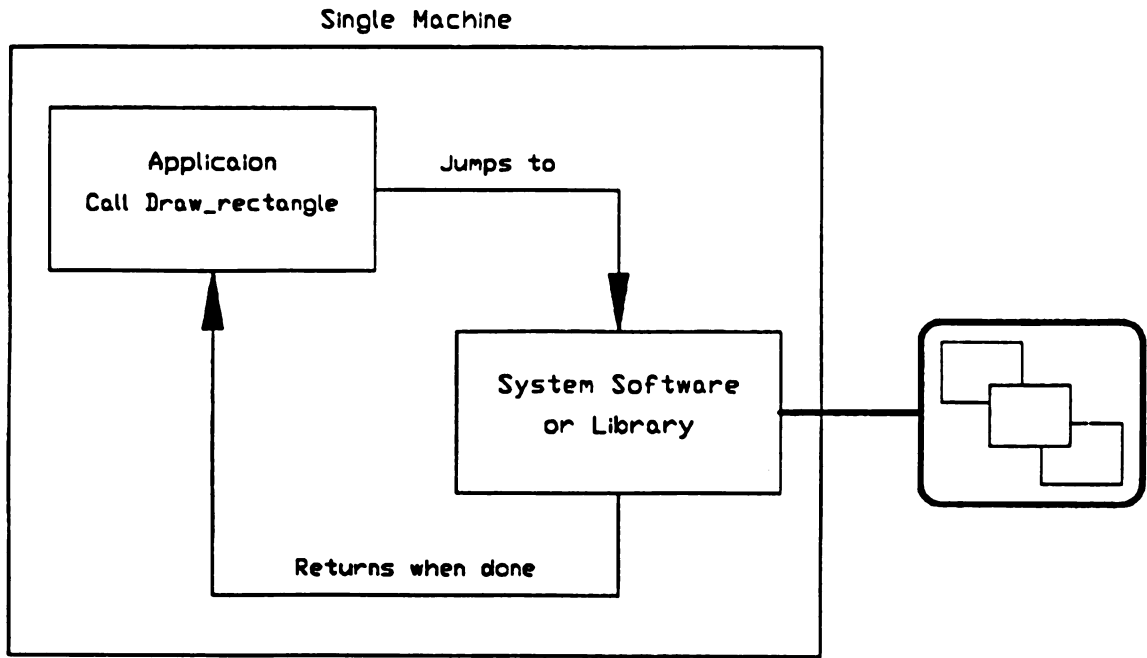 Single Machine
Applicaion
Call Draw_rectangle
Jumps to
System Software
or Library
Returns when done